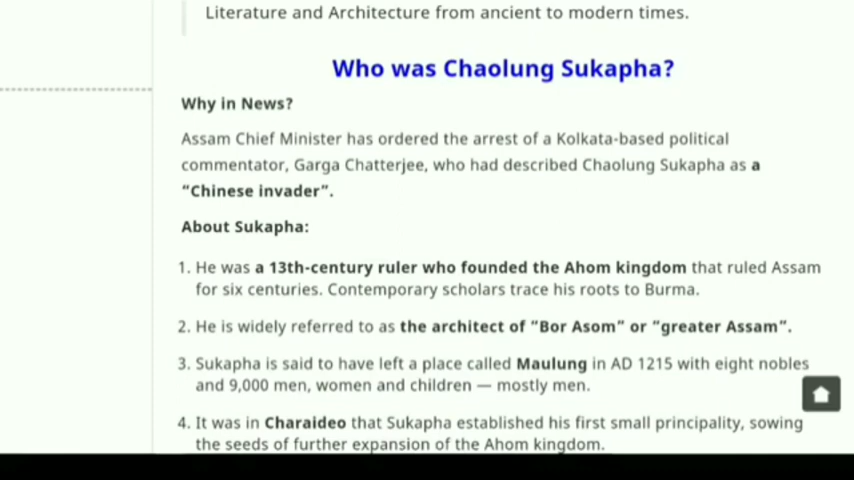 Literature and Architecture from ancient to modern times.
Who was Chaolung Sukapha?
Why in News?
Assam Chief Minister has ordered the arrest of a Kolkata-based political
commentator, Garga Chatterjee, who had described Chaolung Sukapha as a
“Chinese invader”.
About Sukapha:
1. He was a 13th-century ruler who founded the Ahom kingdom that ruled Assam
for six centuries. Contemporary scholars trace his roots to Burma.
2. He is widely referred to as the architect of “Bor Asom” or “greater Assam”.
3. Sukapha is said to have left a place called Maulung in AD 1215 with eight nobles
and 9,000 men, women and children — mostly men.
4. It was in Charaideo that Sukapha established his first small principality, sowing
the seeds of further expansion of the Ahom kingdom.